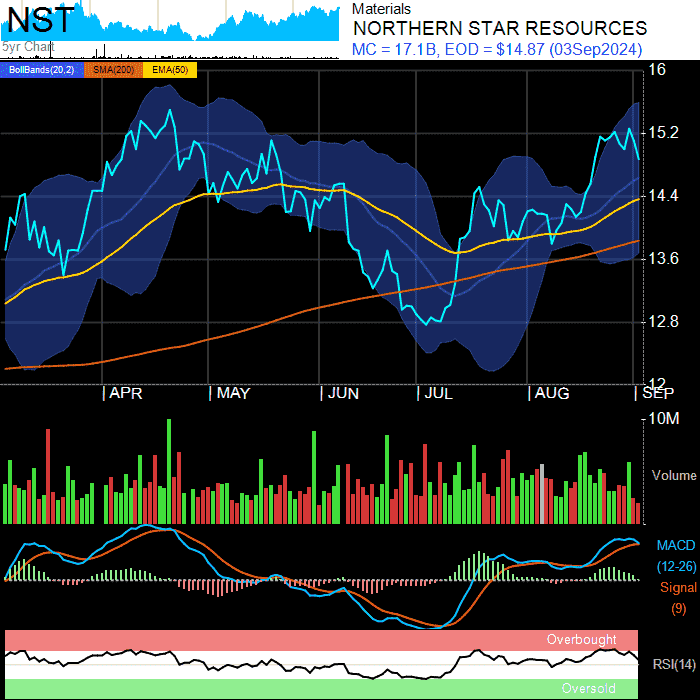 NST
5yr Chart
Materials
NORTHERN STAR RESOURCES
MC = 17.1B, EOD = $14.87 (03Sep2024)
BollBands(20,2) SMA(200) EMA(50)
16
15.2
14.4
13.6
12.8
12
APR MAY JUN JUL AUG SEP
10M
Volume
MACD
(12-26)
Signal
(9)
Overbought
RSI(14)
Oversold